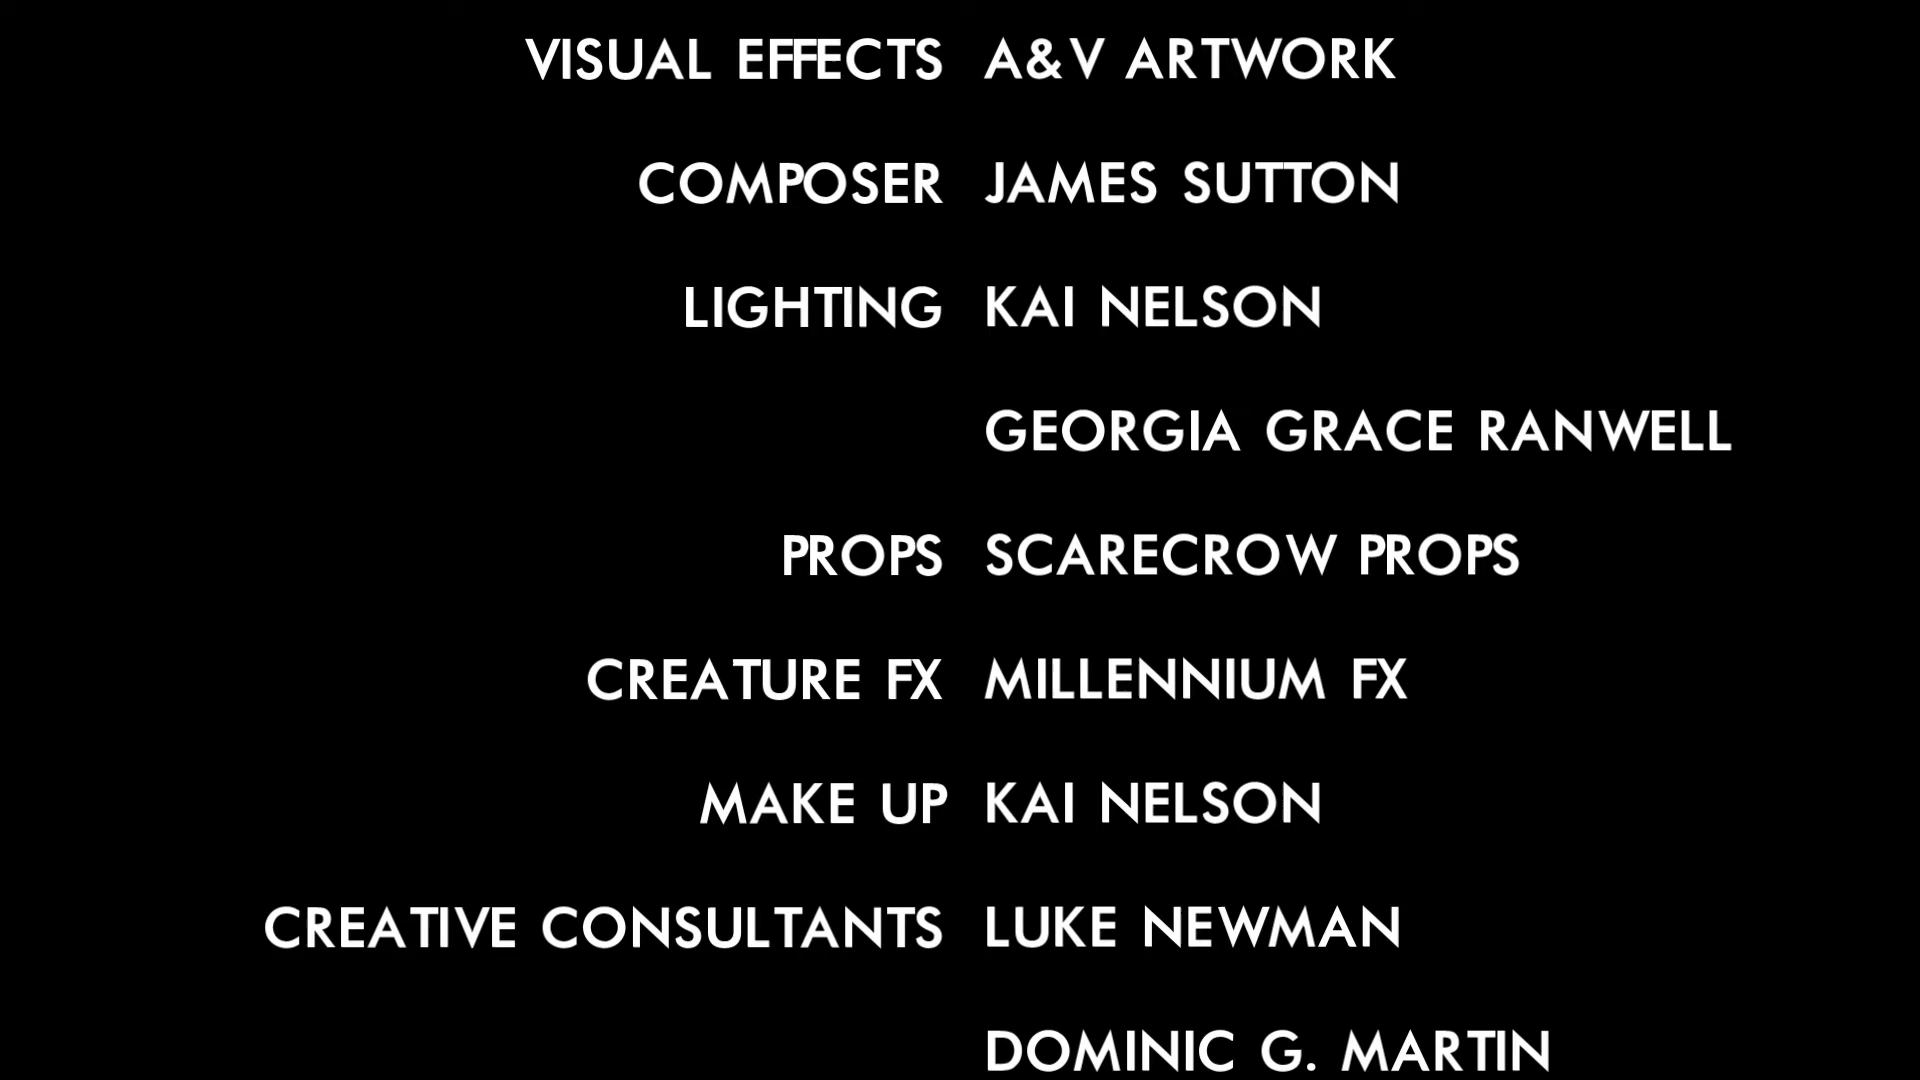 VISUAL EFFECTS A&V ARTWORK
COMPOSER JAMES SUTTON
LIGHTING KAI NELSON
GEORGIA GRACE RANWELL
PROPS SCARECROW PROPS
CREATURE FX MILLENNIUM FX
MAKE UP KAI NELSON
CREATIVE CONSULTANTS LUKE NEWMAN
DOMINIC G. MARTIN